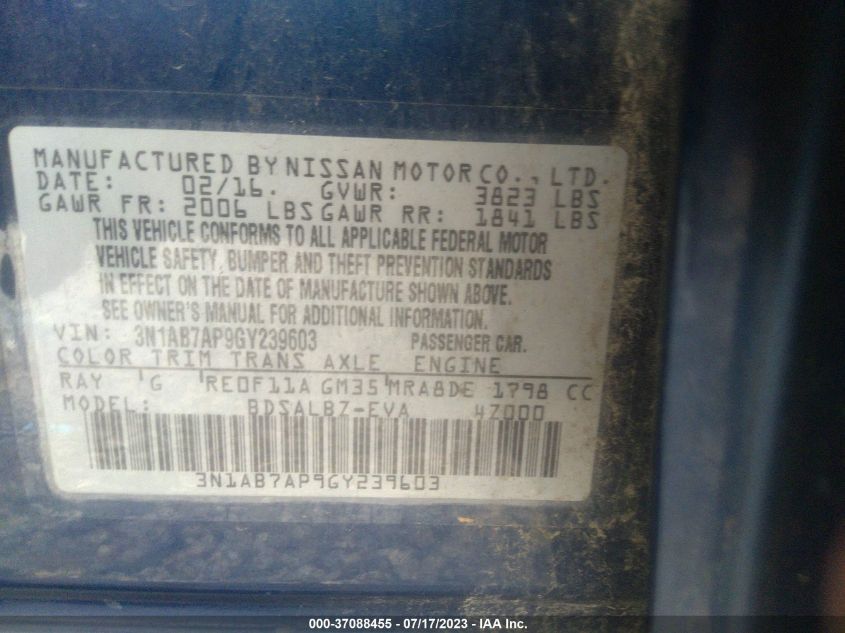 MANUFACTURED BY NISSAN MOTOR CO., LTD.
DATE: 02/16. GVWR: 3823 LBS
GAWR FR: 2006 LBS GAWR RR: 1841 LBS
THIS VEHICLE CONFORMS TO ALL APPLICABLE FEDERAL MOTOR
VEHICLE SAFETY, BUMPER AND THEFT PREVENTION STANDARDS
IN EFFECT ON THE DATE OF MANUFACTURE SHOWN ABOVE.
SEE OWNER'S MANUAL FOR ADDITIONAL INFORMATION.
VIN: 3N1AB7AP9GY239603 PASSENGER CAR.
COLOR TRIM TRANS AXLE ENGINE
RAY G RE0F11A GM35 MRA8DE 1798 CC
MODEL: BDSALBZ-EVA 4Z000
3N1AB7AP9GY239603
000-37088455 - 07/17/2023 - IAA Inc.